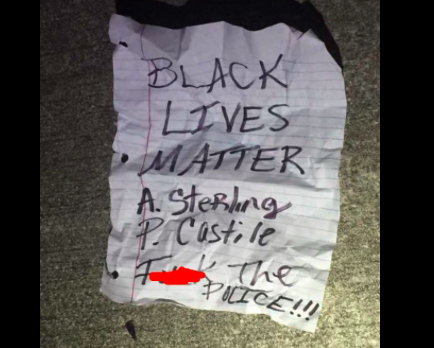 BLACK
LIVES
MATTER
A. Sterling
P. Castile
F k The
POLICE!!!